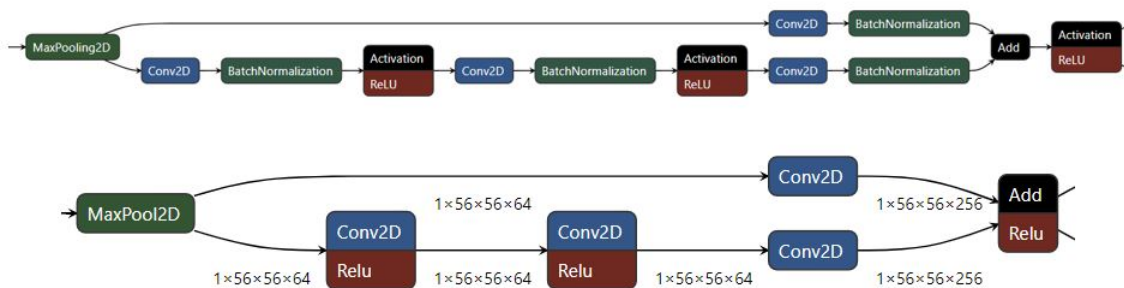 Conv2D BatchNormalization
MaxPooling2D Activation Activation Add Activation
Conv2D BatchNormalization ReLU Conv2D BatchNormalization ReLU Conv2D BatchNormalization ReLU
Conv2D
MaxPool2D 1×56×56×64 1×56×56×256 Add
Conv2D Conv2D Conv2D Relu
1×56×56×64 Relu 1×56×56×64 Relu 1×56×56×64 1×56×56×256